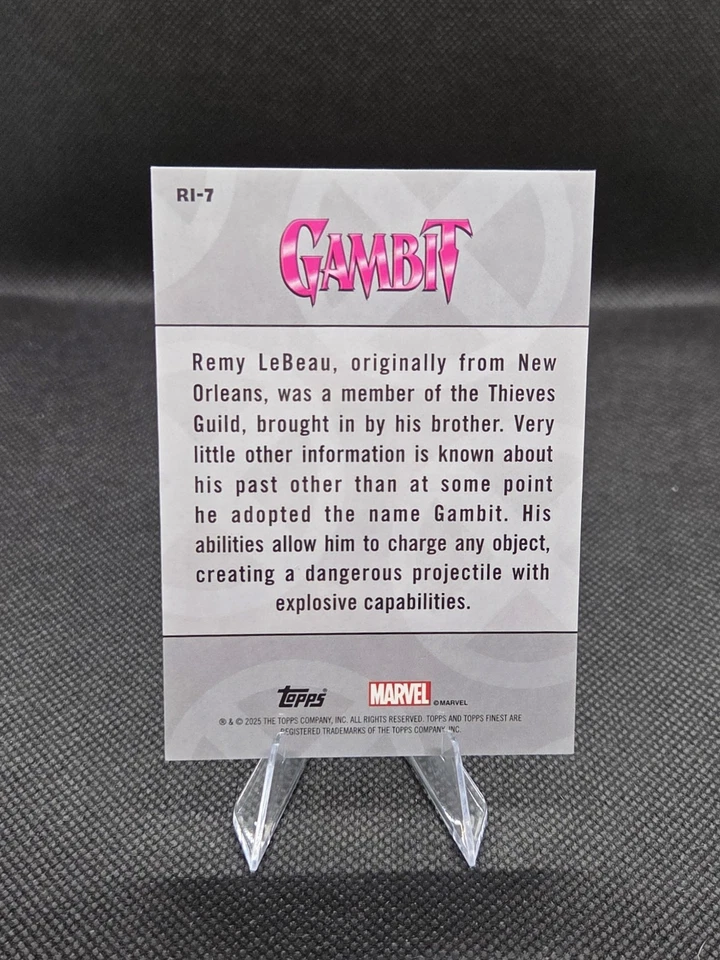 RI-7
GAMBIT
Remy LeBeau, originally from New
Orleans, was a member of the Thieves
Guild, brought in by his brother. Very
little other information is known about
his past other than at some point
he adopted the name Gambit. His
abilities allow him to charge any object,
creating a dangerous projectile with
explosive capabilities.
topps®
MARVEL © MARVEL
® & © 2025 THE TOPPS COMPANY, INC. ALL RIGHTS RESERVED. TOPPS AND TOPPS FINEST ARE
REGISTERED TRADEMARKS OF THE TOPPS COMPANY, INC.